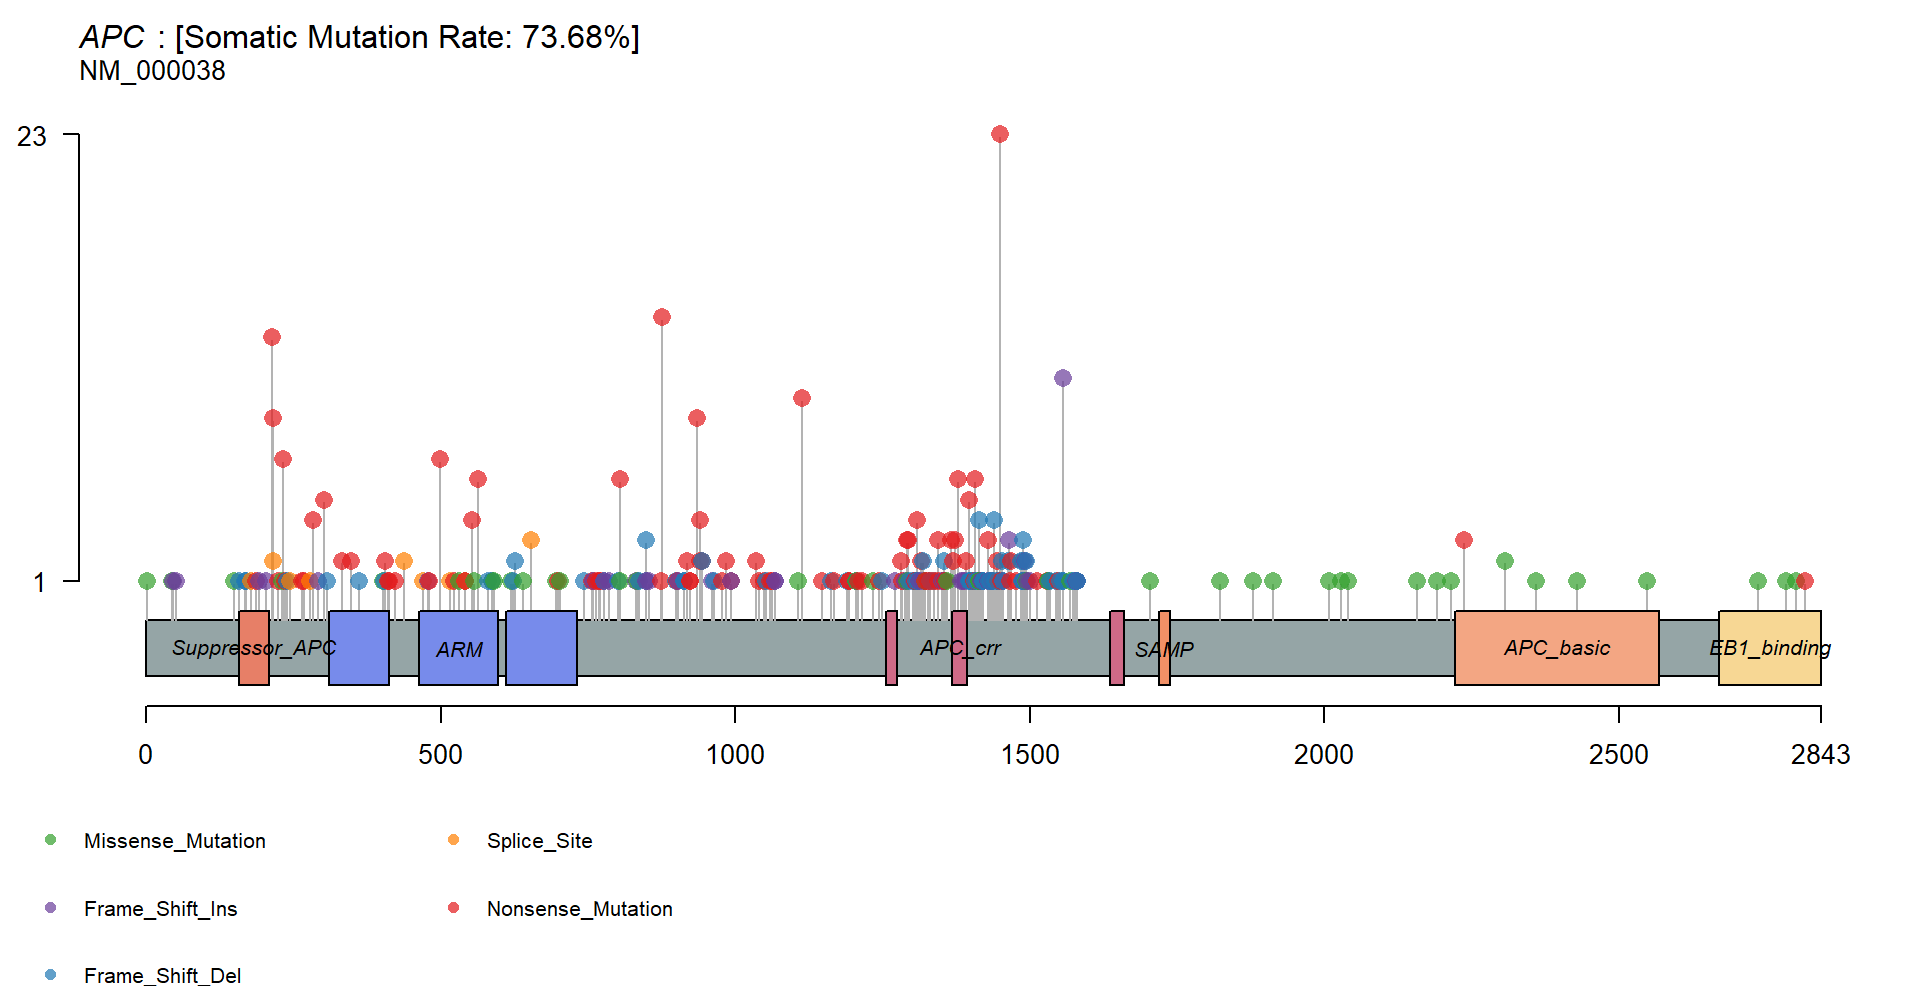 APC : [Somatic Mutation Rate: 73.68%]
NM_000038
23
1
Suppressor_APC ARM APC_crr SAMP APC_basic EB1_binding
0 500 1000 1500 2000 2500 2843
Missense_Mutation Splice_Site
Frame_Shift_Ins Nonsense_Mutation
Frame_Shift_Del